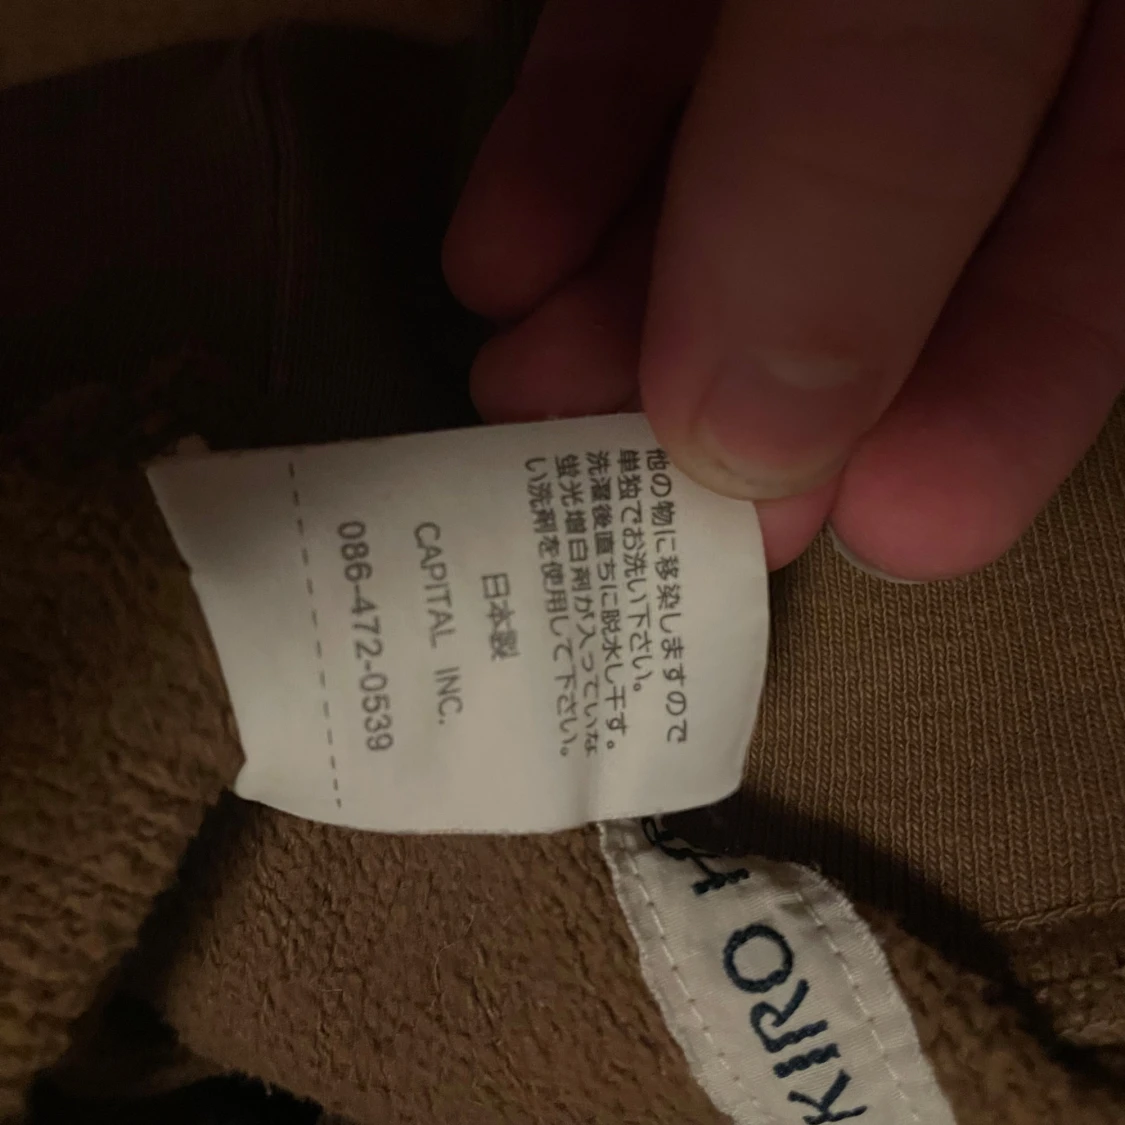 他の物に移染しますので
単独でお洗い下さい。
洗濯後直ちに脱水し干す。
蛍光増白剤が入っていな
い洗剤を使用して下さい。
日本製
CAPITAL INC.
086-472-0539
KIRO H